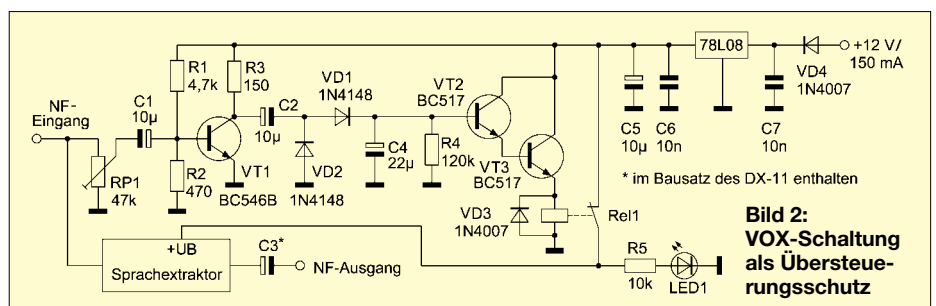 NF-
Eingang
C1
10µ
RP1
47k
R1
4,7k
R2
470
R3
150
VT1
BC546B
C2
10µ
VD1
1N4148
VD2
1N4148
C4
22µ
R4
120k
VT2
BC517
VT3
BC517
VD3
1N4007
Rel1
C5
10µ
C6
10n
78L08
C7
10n
VD4
1N4007
+12 V/
150 mA
* im Bausatz des DX-11 enthalten
+UB
Sprachextraktor
C3*
NF-Ausgang
R5
10k
LED1
Bild 2:
VOX-Schaltung
als Übersteue-
rungsschutz